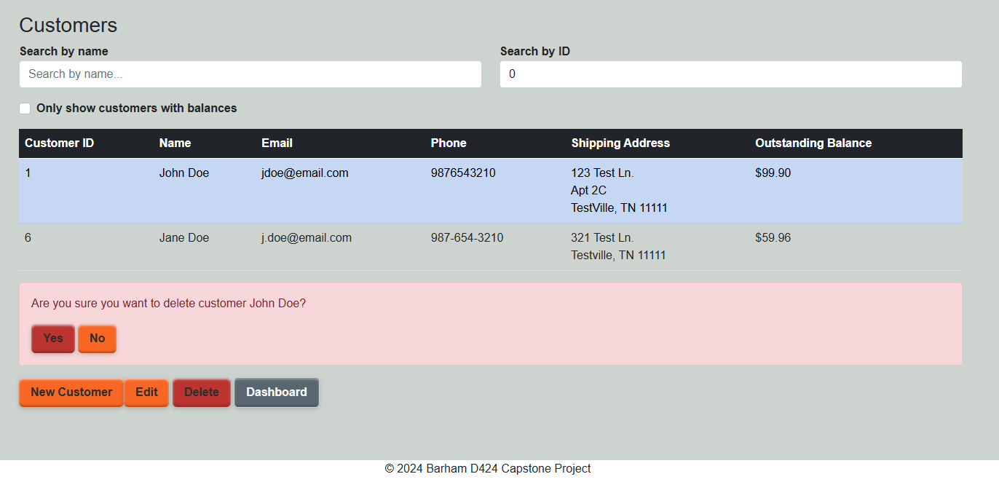 Customers
Search by name
Search by ID
Search by name...
0
Only show customers with balances
Customer ID Name Email Phone Shipping Address Outstanding Balance
1 John Doe jdoe@email.com 9876543210 123 Test Ln. $99.90
Apt 2C
TestVille, TN 11111
6 Jane Doe j.doe@email.com 987-654-3210 321 Test Ln. $59.96
Testville, TN 11111
Are you sure you want to delete customer John Doe?
Yes No
New Customer Edit Delete Dashboard
© 2024 Barham D424 Capstone Project